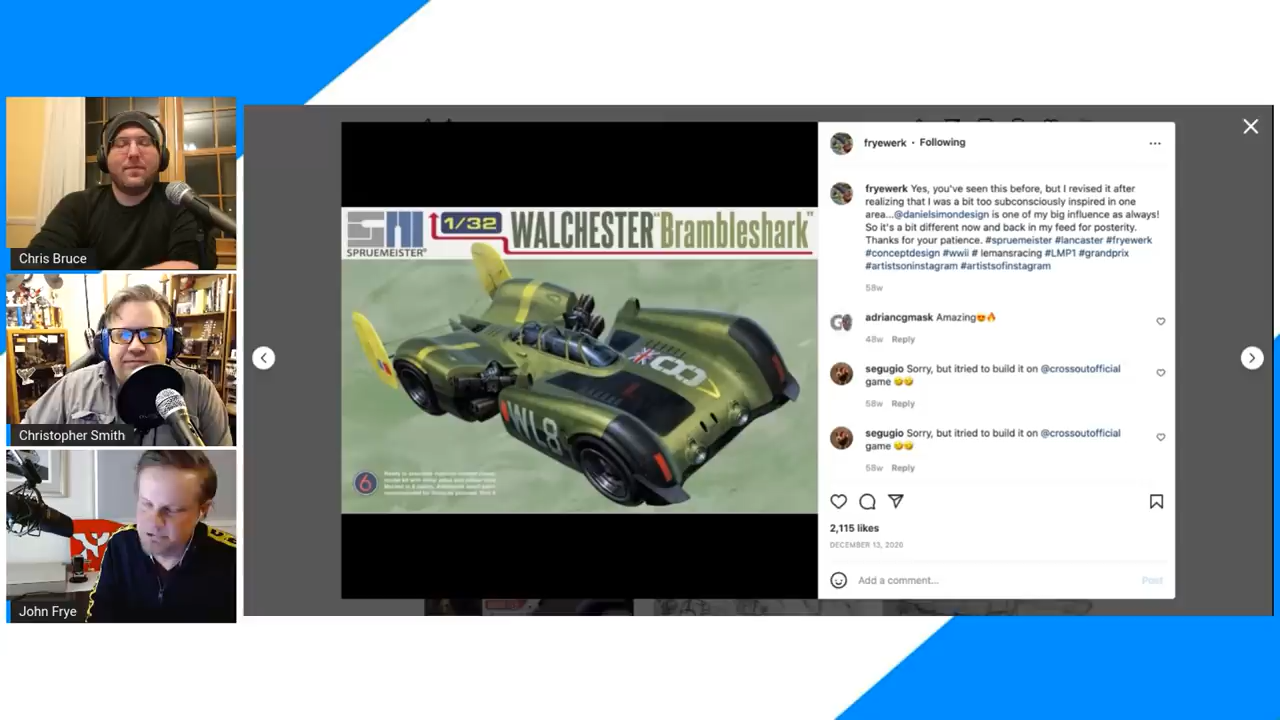 Chris Bruce
Christopher Smith
John Frye
SPRUEMEISTER
1/32
WALCHESTER "Brambleshark"
8
WL8
6
fryewerk • Following
fryewerk Yes, you've seen this before, but I revised it after
realizing that I was a bit too subconsciously inspired in one
area...@danielsimondesign is one of my big influence as always!
So it's a bit different now and back in my feed for posterity.
Thanks for your patience. #spruemeister #lancaster #fryewerk
#conceptdesign #wwii # lemansracing #LMP1 #grandprix
#artistsoninstagram #artistsofinstagram
58w
adriancgmask Amazing😍🔥
48w Reply
segugio Sorry, but itried to build it on @crossoutofficial
game 🤣🤣
58w Reply
segugio Sorry, but itried to build it on @crossoutofficial
game 🤣🤣
58w Reply
2,115 likes
DECEMBER 13, 2020
Add a comment...
Post